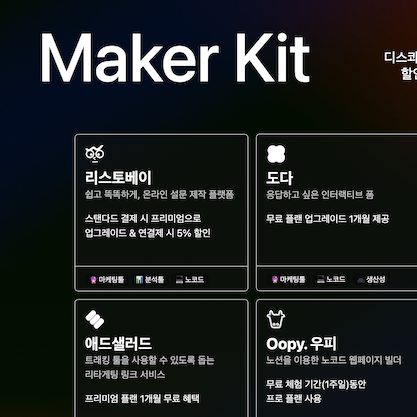 Maker Kit
디스콰
할인
리스토베이
쉽고 똑똑하게, 온라인 설문 제작 플랫폼
스탠다드 결제 시 프리미엄으로
업그레이드 & 연결제 시 5% 할인
마케팅툴 분석툴 노코드
도다
응답하고 싶은 인터랙티브 폼
무료 플랜 업그레이드 1개월 제공
마케팅툴 노코드 생산성
애드샐러드
트래킹 툴을 사용할 수 있도록 돕는
리타게팅 링크 서비스
프리미엄 플랜 1개월 무료 혜택
Oopy. 우피
노션을 이용한 노코드 웹페이지 빌더
무료 체험 기간(1주일)동안
프로 플랜 사용